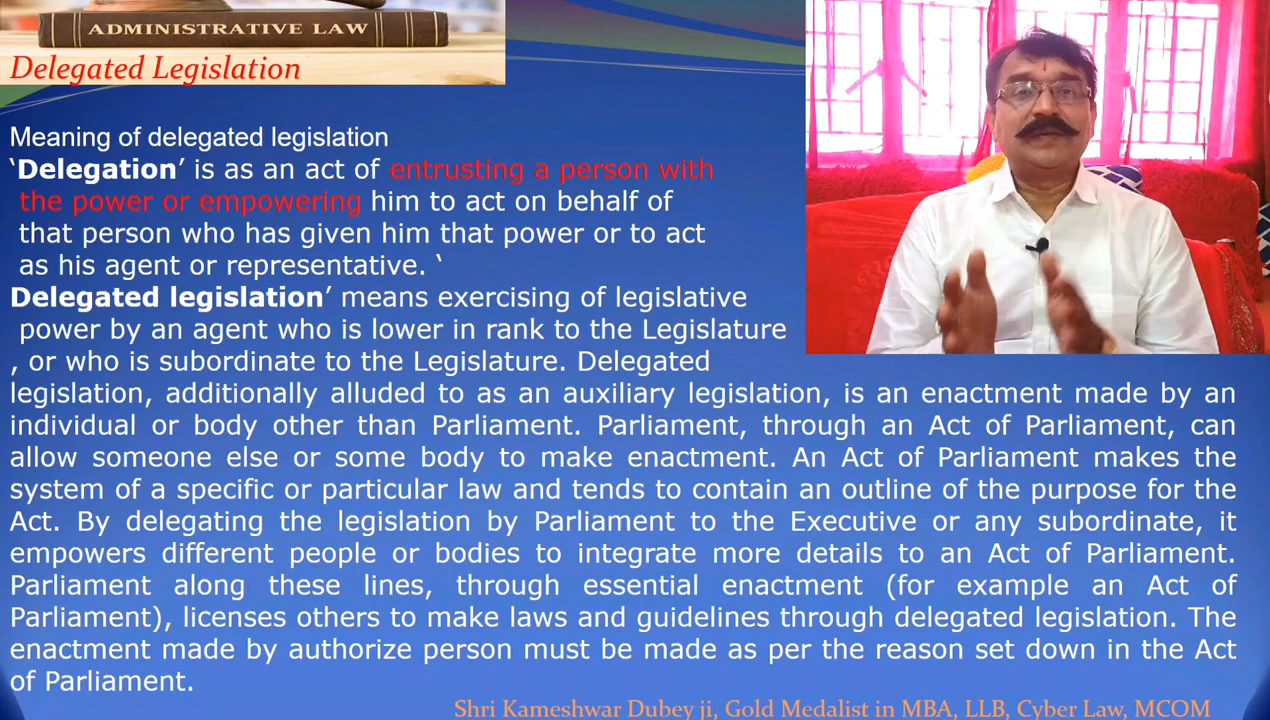 ADMINISTRATIVE LAW
Delegated Legislation
Meaning of delegated legislation
‘Delegation’ is as an act of entrusting a person with
the power or empowering him to act on behalf of
that person who has given him that power or to act
as his agent or representative. ‘
Delegated legislation’ means exercising of legislative
power by an agent who is lower in rank to the Legislature
, or who is subordinate to the Legislature. Delegated
legislation, additionally alluded to as an auxiliary legislation, is an enactment made by an
individual or body other than Parliament. Parliament, through an Act of Parliament, can
allow someone else or some body to make enactment. An Act of Parliament makes the
system of a specific or particular law and tends to contain an outline of the purpose for the
Act. By delegating the legislation by Parliament to the Executive or any subordinate, it
empowers different people or bodies to integrate more details to an Act of Parliament.
Parliament along these lines, through essential enactment (for example an Act of
Parliament), licenses others to make laws and guidelines through delegated legislation. The
enactment made by authorize person must be made as per the reason set down in the Act
of Parliament.
Shri Kameshwar Dubey ji, Gold Medalist in MBA, LLB, Cyber Law, MCOM